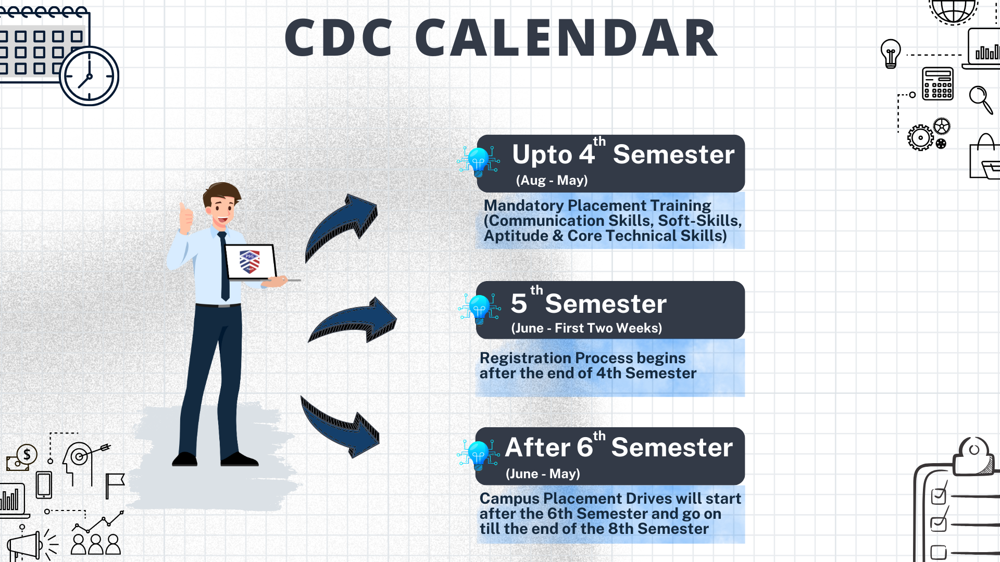 CDC CALENDAR
Upto 4th Semester
(Aug - May)
Mandatory Placement Training
(Communication Skills, Soft-Skills,
Aptitude & Core Technical Skills)
PSG
iTech
5th Semester
(June - First Two Weeks)
Registration Process begins
after the end of 4th Semester
After 6th Semester
(June - May)
Campus Placement Drives will start
after the 6th Semester and go on
till the end of the 8th Semester
$